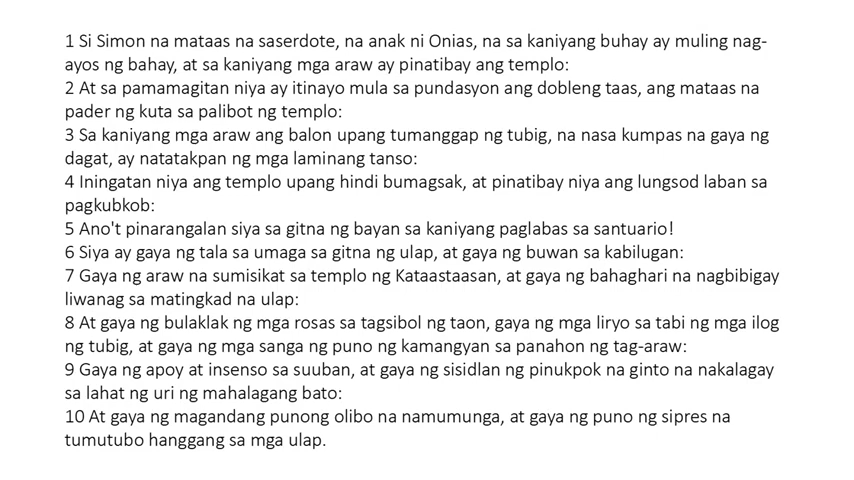 1 Si Simon na mataas na saserdote, na anak ni Onias, na sa kaniyang buhay ay muling nag-
ayos ng bahay, at sa kaniyang mga araw ay pinatibay ang templo:
2 At sa pamamagitan niya ay itinayo mula sa pundasyon ang dobleng taas, ang mataas na
pader ng kuta sa palibot ng templo:
3 Sa kaniyang mga araw ang balon upang tumanggap ng tubig, na nasa kumpas na gaya ng
dagat, ay natatakpan ng mga laminang tanso:
4 Iningatan niya ang templo upang hindi bumagsak, at pinatibay niya ang lungsod laban sa
pagkubkob:
5 Ano't pinarangalan siya sa gitna ng bayan sa kaniyang paglabas sa santuario!
6 Siya ay gaya ng tala sa umaga sa gitna ng ulap, at gaya ng buwan sa kabilugan:
7 Gaya ng araw na sumisikat sa templo ng Kataastaasan, at gaya ng bahaghari na nagbibigay
liwanag sa matingkad na ulap:
8 At gaya ng bulaklak ng mga rosas sa tagsibol ng taon, gaya ng mga liryo sa tabi ng mga ilog
ng tubig, at gaya ng mga sanga ng puno ng kamangyan sa panahon ng tag-araw:
9 Gaya ng apoy at insenso sa suuban, at gaya ng sisidlan ng pinukpok na ginto na nakalagay
sa lahat ng uri ng mahalagang bato:
10 At gaya ng magandang punong olibo na namumunga, at gaya ng puno ng sipres na
tumutubo hanggang sa mga ulap.